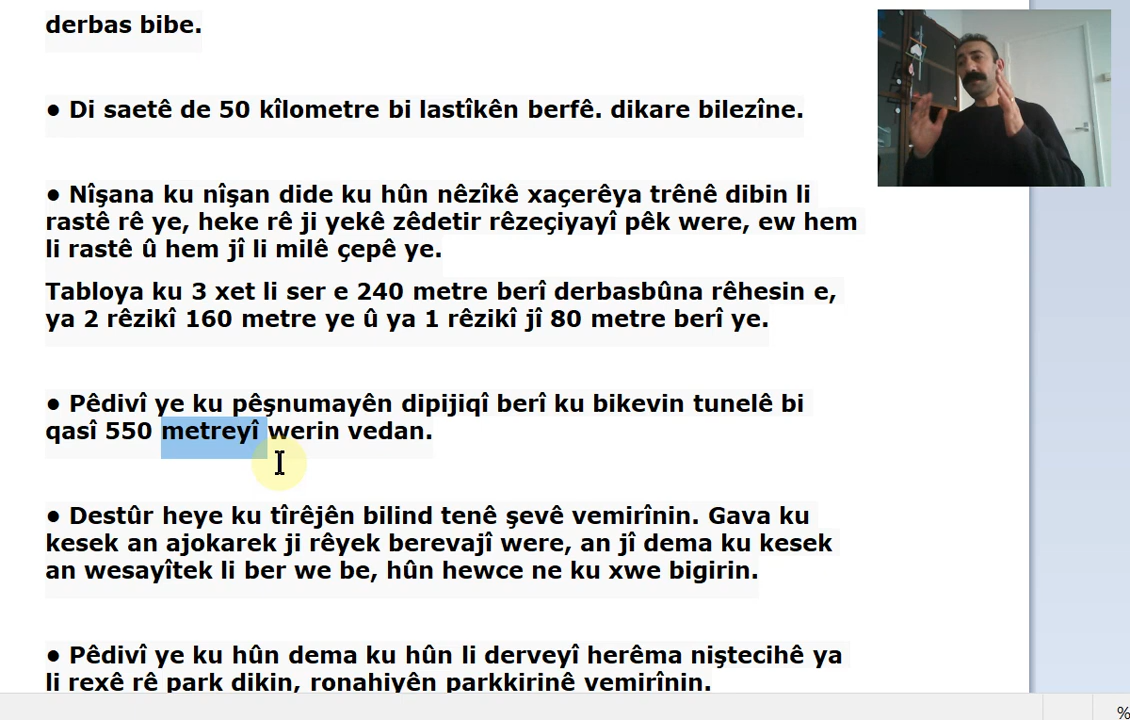 derbas bibe.
● Di saetê de 50 kîlometre bi lastîkên berfê. dikare bilezîne.
● Nîşana ku nîşan dide ku hûn nêzîkê xaçerêya trênê dibin li
rastê rê ye, heke rê ji yekê zêdetir rêzeçiyayî pêk were, ew hem
li rastê û hem jî li milê çepê ye.
Tabloya ku 3 xet li ser e 240 metre berî derbasbûna rêhesin e,
ya 2 rêzikî 160 metre ye û ya 1 rêzikî jî 80 metre berî ye.
● Pêdivî ye ku pêşnumayên dipijiqî berî ku bikevin tunelê bi
qasî 550 metreyî werin vedan.
● Destûr heye ku tîrêjên bilind tenê şevê vemirînin. Gava ku
kesek an ajokarek ji rêyek berevajî were, an jî dema ku kesek
an wesayîtek li ber we be, hûn hewce ne ku xwe bigirin.
● Pêdivî ye ku hûn dema ku hûn li derveyî herêma niştecihê ya
li rexê rê park dikin, ronahiyên parkkirinê vemirînin.
%